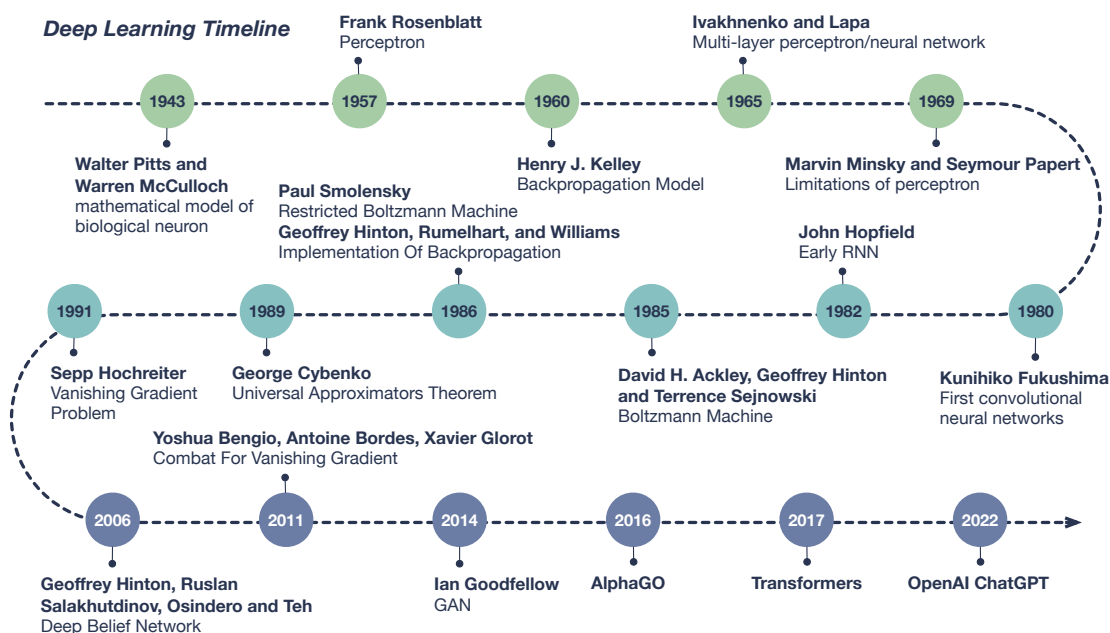 Deep Learning Timeline
Frank Rosenblatt
Perceptron
Ivakhnenko and Lapa
Multi-layer perceptron/neural network
1943
1957
1960
1965
1969
Walter Pitts and
Warren McCulloch
mathematical model of
biological neuron
Henry J. Kelley
Backpropagation Model
Marvin Minsky and Seymour Papert
Limitations of perceptron
Paul Smolensky
Restricted Boltzmann Machine
Geoffrey Hinton, Rumelhart, and Williams
Implementation Of Backpropagation
John Hopfield
Early RNN
1991
1989
1986
1985
1982
1980
Sepp Hochreiter
Vanishing Gradient
Problem
George Cybenko
Universal Approximators Theorem
David H. Ackley, Geoffrey Hinton
and Terrence Sejnowski
Boltzmann Machine
Kunihiko Fukushima
First convolutional
neural networks
Yoshua Bengio, Antoine Bordes, Xavier Glorot
Combat For Vanishing Gradient
2006
2011
2014
2016
2017
2022
Geoffrey Hinton, Ruslan
Salakhutdinov, Osindero and Teh
Deep Belief Network
Ian Goodfellow
GAN
AlphaGO
Transformers
OpenAI ChatGPT